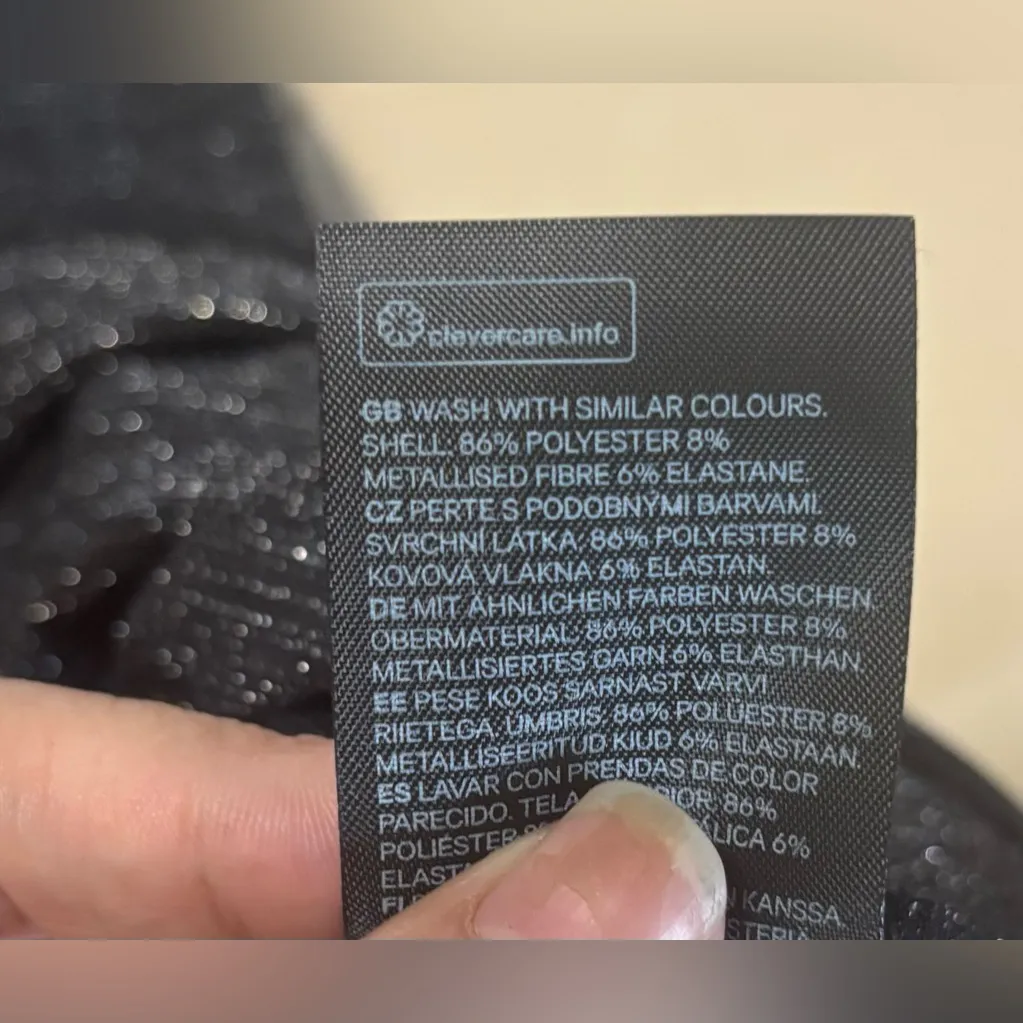 clevercare.info
GB WASH WITH SIMILAR COLOURS.
SHELL: 86% POLYESTER 8%
METALLISED FIBRE 6% ELASTANE.
CZ PERTE S PODOBNÝMI BARVAMI.
SVRCHNÍ LÁTKA: 86% POLYESTER 8%
KOVOVÁ VLÁKNA 6% ELASTAN.
DE MIT ÄHNLICHEN FARBEN WASCHEN.
OBERMATERIAL: 86% POLYESTER 8%
METALLISIERTES GARN 6% ELASTHAN.
EE PESE KOOS SARNAST VÄRVI
RIIETEGA. ÜMBRIS: 86% POLÜESTER 8%
METALLISEERITUD KIUD 6% ELASTAAN
ES LAVAR CON PRENDAS DE COLOR
PARECIDO. TELA 86%
POLIÉSTER 6%
KANSSA.